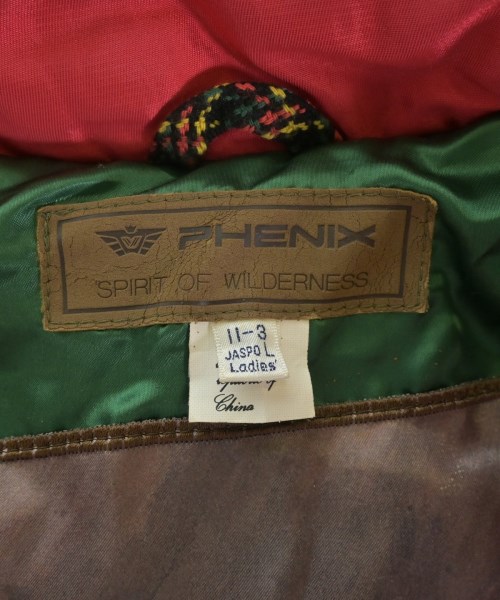 PHENIX
SPIRIT OF WILDERNESS
11-3
JASPO L
Ladies'
China